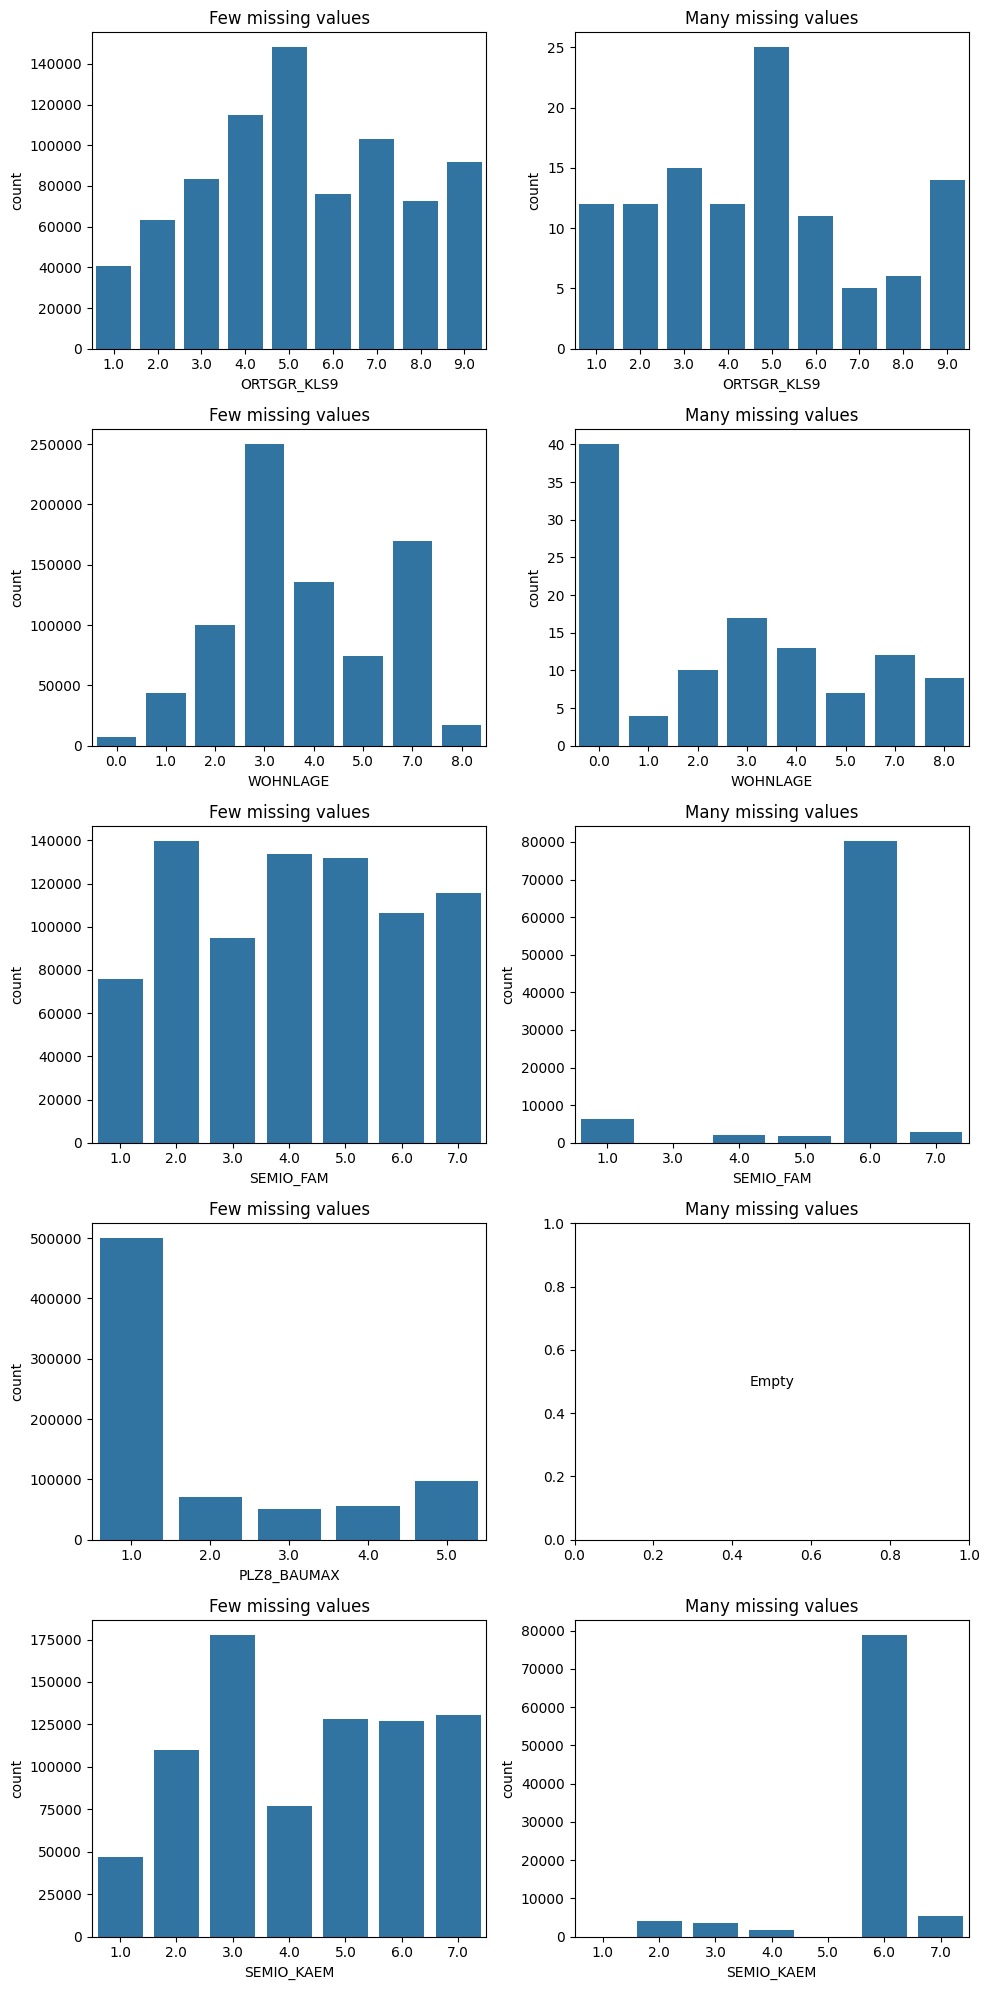 Few missing values
Many missing values
140000
120000
100000
80000
60000
40000
20000
0
count
1.0 2.0 3.0 4.0 5.0 6.0 7.0 8.0 9.0
ORTSGR_KLS9
25
20
15
10
5
0
count
1.0 2.0 3.0 4.0 5.0 6.0 7.0 8.0 9.0
ORTSGR_KLS9
Few missing values
Many missing values
250000
200000
150000
100000
50000
0
count
0.0 1.0 2.0 3.0 4.0 5.0 7.0 8.0
WOHNLAGE
40
35
30
25
20
15
10
5
0
count
0.0 1.0 2.0 3.0 4.0 5.0 7.0 8.0
WOHNLAGE
Few missing values
Many missing values
140000
120000
100000
80000
60000
40000
20000
0
count
1.0 2.0 3.0 4.0 5.0 6.0 7.0
SEMIO_FAM
80000
70000
60000
50000
40000
30000
20000
10000
0
count
1.0 3.0 4.0 5.0 6.0 7.0
SEMIO_FAM
Few missing values
Many missing values
500000
400000
300000
200000
100000
0
count
1.0 2.0 3.0 4.0 5.0
PLZ8_BAUMAX
1.0
0.8
0.6
0.4
0.2
0.0
Empty
0.0 0.2 0.4 0.6 0.8 1.0
Few missing values
Many missing values
175000
150000
125000
100000
75000
50000
25000
0
count
1.0 2.0 3.0 4.0 5.0 6.0 7.0
SEMIO_KAEM
80000
70000
60000
50000
40000
30000
20000
10000
0
count
1.0 2.0 3.0 4.0 5.0 6.0 7.0
SEMIO_KAEM